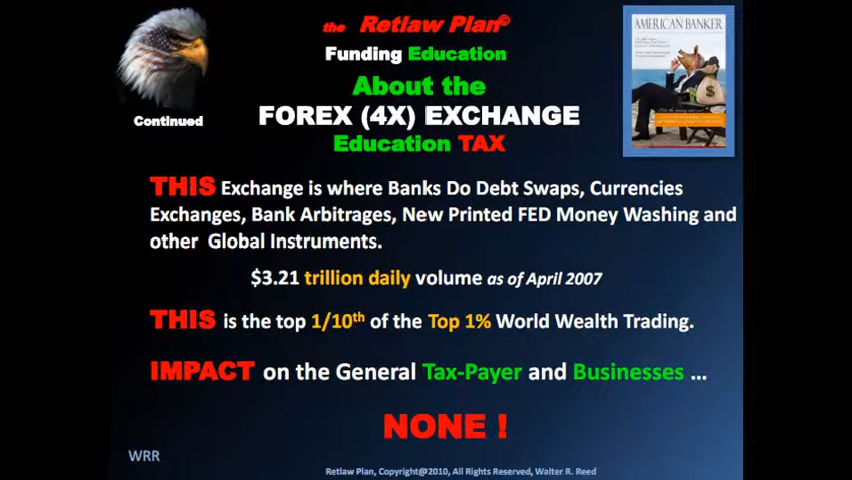 the Retlaw Plan©
Funding Education
About the
Continued
FOREX (4X) EXCHANGE
Education TAX
AMERICAN BANKER
$
THIS Exchange is where Banks Do Debt Swaps, Currencies
Exchanges, Bank Arbitrages, New Printed FED Money Washing and
other Global Instruments.
$3.21 trillion daily volume as of April 2007
THIS is the top 1/10th of the Top 1% World Wealth Trading.
IMPACT on the General Tax-Payer and Businesses ...
NONE !
WRR
Retlaw Plan, Copyright@2010, All Rights Reserved, Walter R. Reed